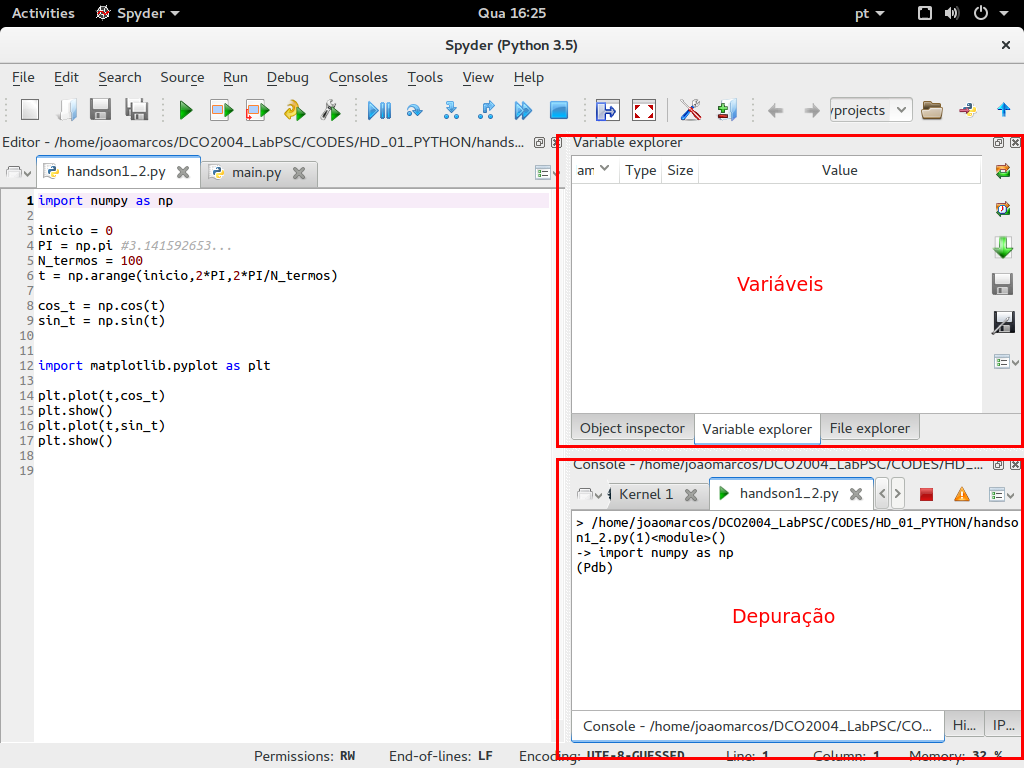 Activities Spyder Qua 16:25 pt
Spyder (Python 3.5)
File Edit Search Source Run Debug Consoles Tools View Help
/projects
Editor - /home/joaomarcos/DCO2004_LabPSC/CODES/HD_01_PYTHON/hands...
handson1_2.py main.py
1 import numpy as np
2
3 inicio = 0
4 PI = np.pi #3.141592653...
5 N_termos = 100
6 t = np.arange(inicio,2*PI,2*PI/N_termos)
7
8 cos_t = np.cos(t)
9 sin_t = np.sin(t)
10
11
12 import matplotlib.pyplot as plt
13
14 plt.plot(t,cos_t)
15 plt.show()
16 plt.plot(t,sin_t)
17 plt.show()
18
19
Variable explorer
am Type Size Value
Variáveis
Object inspector Variable explorer File explorer
Console - /home/joaomarcos/DCO2004_LabPSC/CODES/HD_...
Kernel 1 handson1_2.py
> /home/joaomarcos/DCO2004_LabPSC/CODES/HD_01_PYTHON/handso
n1_2.py(1)<module>()
-> import numpy as np
(Pdb)
Depuração
Console - /home/joaomarcos/DCO2004_LabPSC/CO... Hi... IP...
Permissions: RW End-of-lines: LF Encoding: UTF-8-GUESSED Line: 1 Column: 1 Memory: 32 %